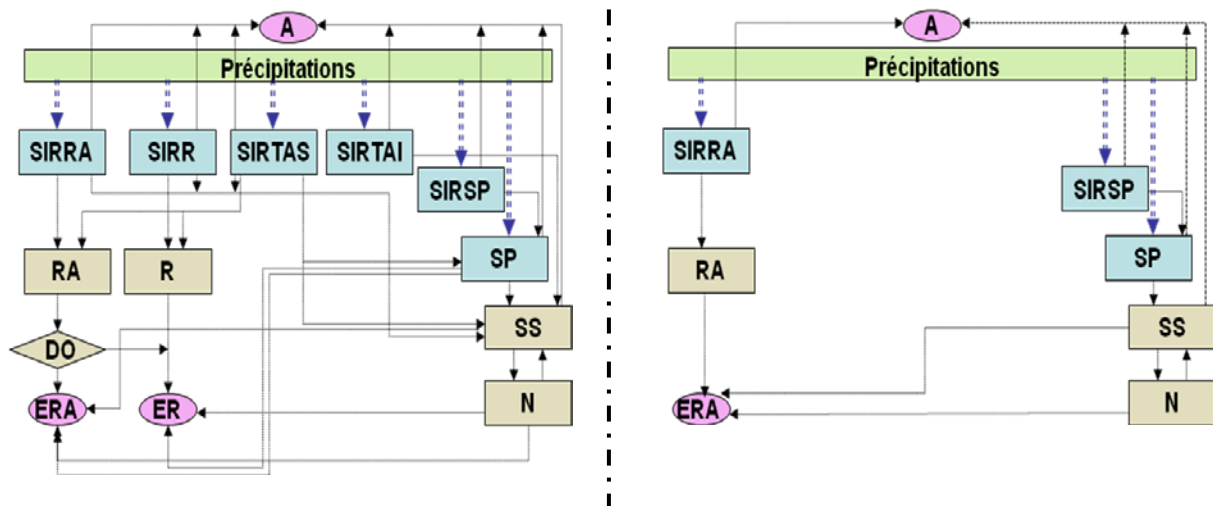 A
Précipitations
SIRRA
SIRR
SIRTAS
SIRTAI
SIRSP
SP
RA
R
SS
DO
N
ERA
ER
A
Précipitations
SIRRA
SIRSP
SP
RA
SS
N
ERA